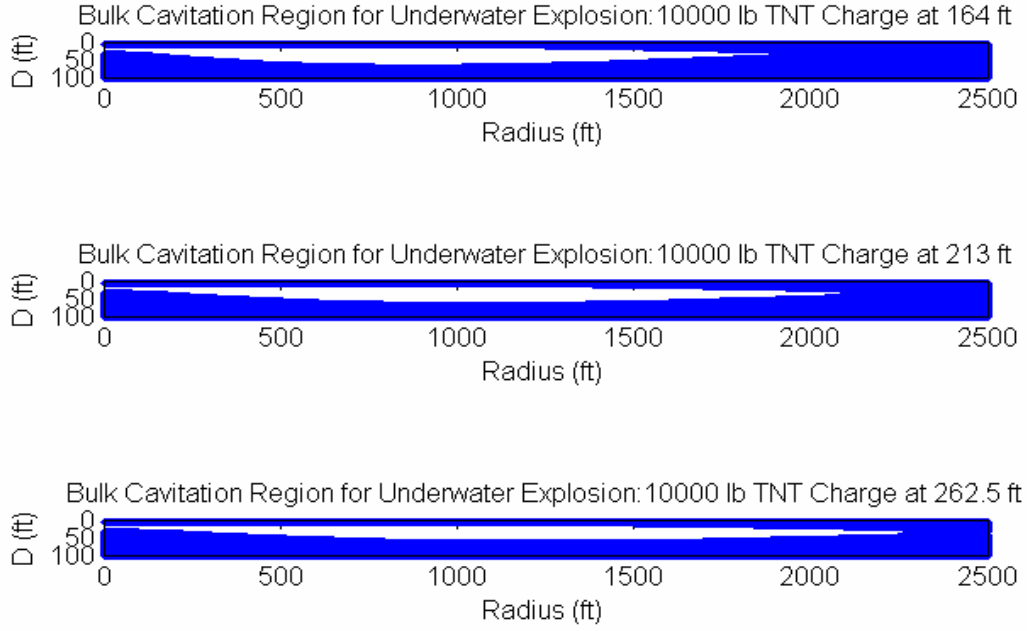 Bulk Cavitation Region for Underwater Explosion: 10000 lb TNT Charge at 164 ft
D (ft)
0
50
100
0 500 1000 1500 2000 2500
Radius (ft)
Bulk Cavitation Region for Underwater Explosion: 10000 lb TNT Charge at 213 ft
D (ft)
0
50
100
0 500 1000 1500 2000 2500
Radius (ft)
Bulk Cavitation Region for Underwater Explosion: 10000 lb TNT Charge at 262.5 ft
D (ft)
0
50
100
0 500 1000 1500 2000 2500
Radius (ft)